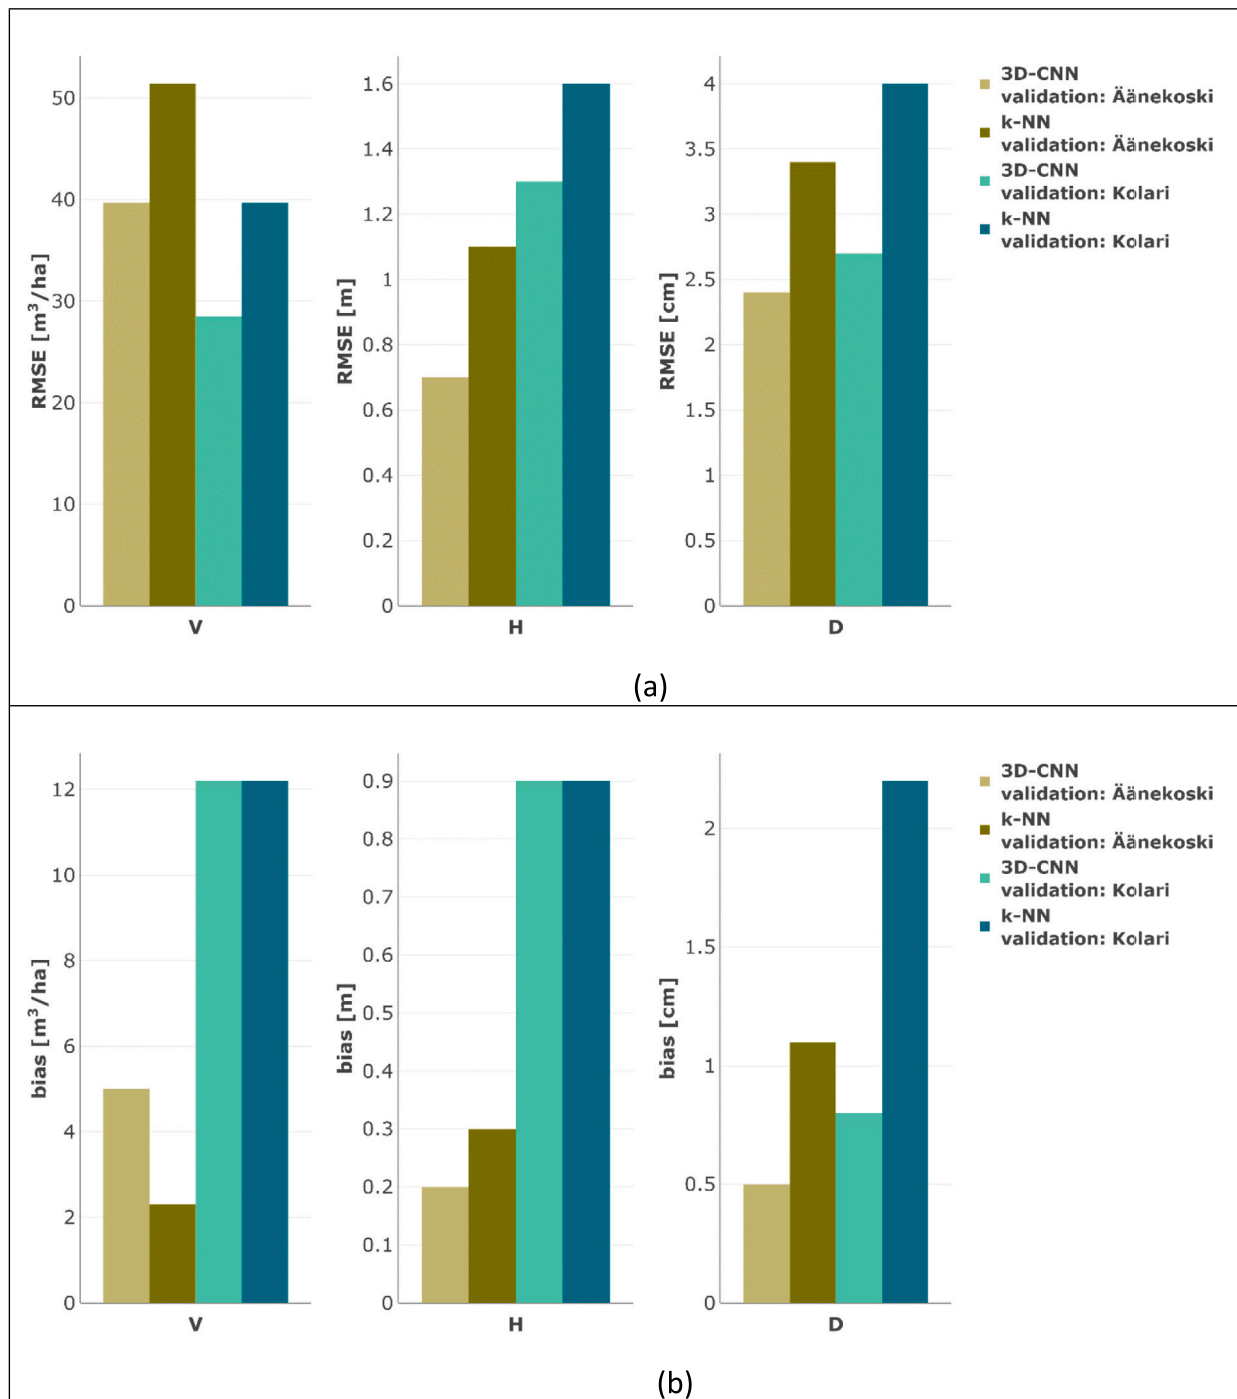 50
40
30
20
10
0
RMSE [m³/ha]
V
1.6
1.4
1.2
1
0.8
0.6
0.4
0.2
0
RMSE [m]
H
4
3.5
3
2.5
2
1.5
1
0.5
0
RMSE [cm]
D
3D-CNN
validation: Äänekoski
k-NN
validation: Äänekoski
3D-CNN
validation: Kolari
k-NN
validation: Kolari
(a)
12
10
8
6
4
2
0
bias [m³/ha]
V
0.9
0.8
0.7
0.6
0.5
0.4
0.3
0.2
0.1
0
bias [m]
H
2
1.5
1
0.5
0
bias [cm]
D
3D-CNN
validation: Äänekoski
k-NN
validation: Äänekoski
3D-CNN
validation: Kolari
k-NN
validation: Kolari
(b)